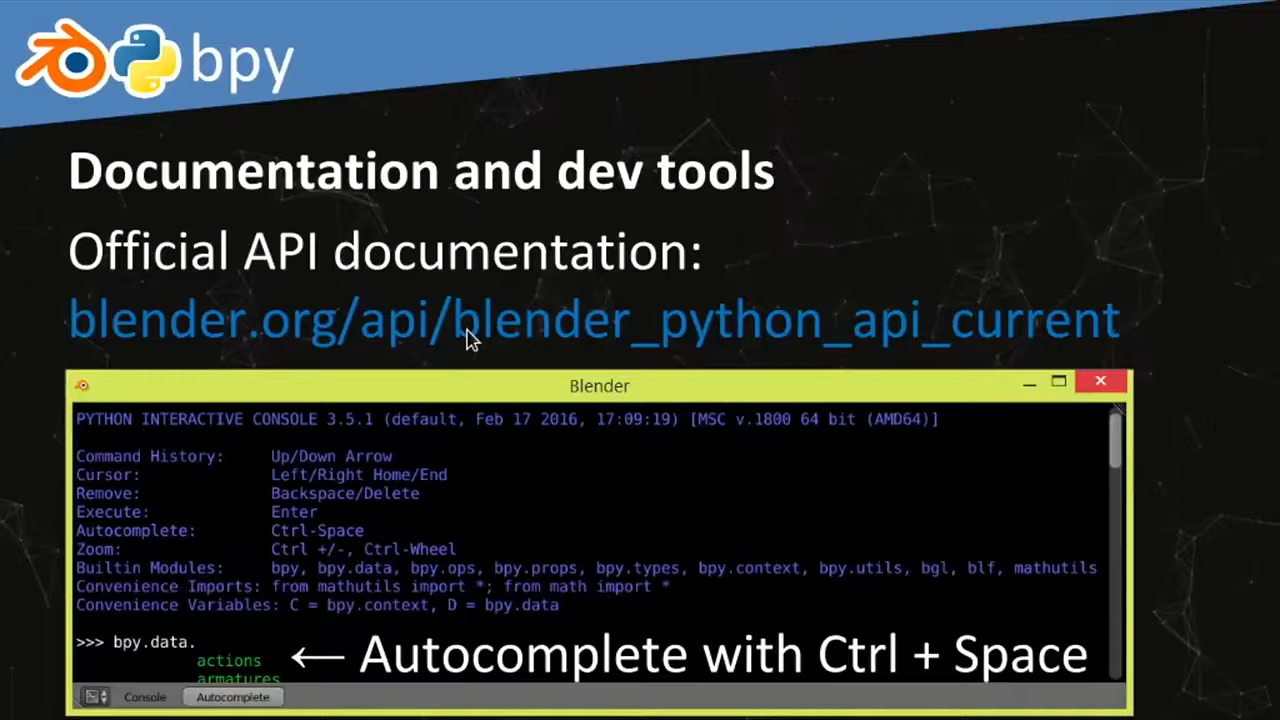 bpy
Documentation and dev tools
Official API documentation:
blender.org/api/blender_python_api_current
Blender
PYTHON INTERACTIVE CONSOLE 3.5.1 (default, Feb 17 2016, 17:09:19) [MSC v.1800 64 bit (AMD64)]
Command History: Up/Down Arrow
Cursor: Left/Right Home/End
Remove: Backspace/Delete
Execute: Enter
Autocomplete: Ctrl-Space
Zoom: Ctrl +/-, Ctrl-Wheel
Builtin Modules: bpy, bpy.data, bpy.ops, bpy.props, bpy.types, bpy.context, bpy.utils, bgl, blf, mathutils
Convenience Imports: from mathutils import *; from math import *
Convenience Variables: C = bpy.context, D = bpy.data
>>> bpy.data.
actions
armatures
← Autocomplete with Ctrl + Space
Console Autocomplete